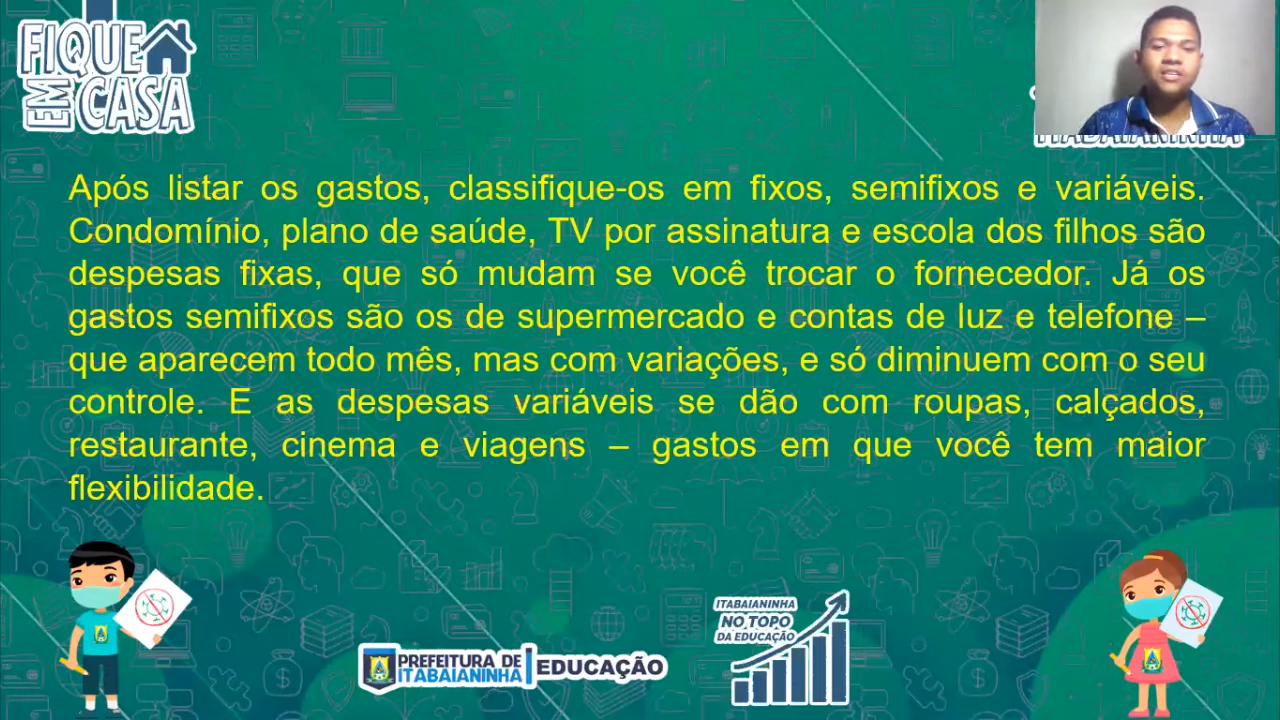 FIQUE
EM CASA
Após listar os gastos, classifique-os em fixos, semifixos e variáveis.
Condomínio, plano de saúde, TV por assinatura e escola dos filhos são
despesas fixas, que só mudam se você trocar o fornecedor. Já os
gastos semifixos são os de supermercado e contas de luz e telefone –
que aparecem todo mês, mas com variações, e só diminuem com o seu
controle. E as despesas variáveis se dão com roupas, calçados,
restaurante, cinema e viagens – gastos em que você tem maior
flexibilidade.
ITABAIANINHA
NO TOPO
DA EDUCAÇÃO
PREFEITURA DE
ITABAIANINHA
EDUCAÇÃO